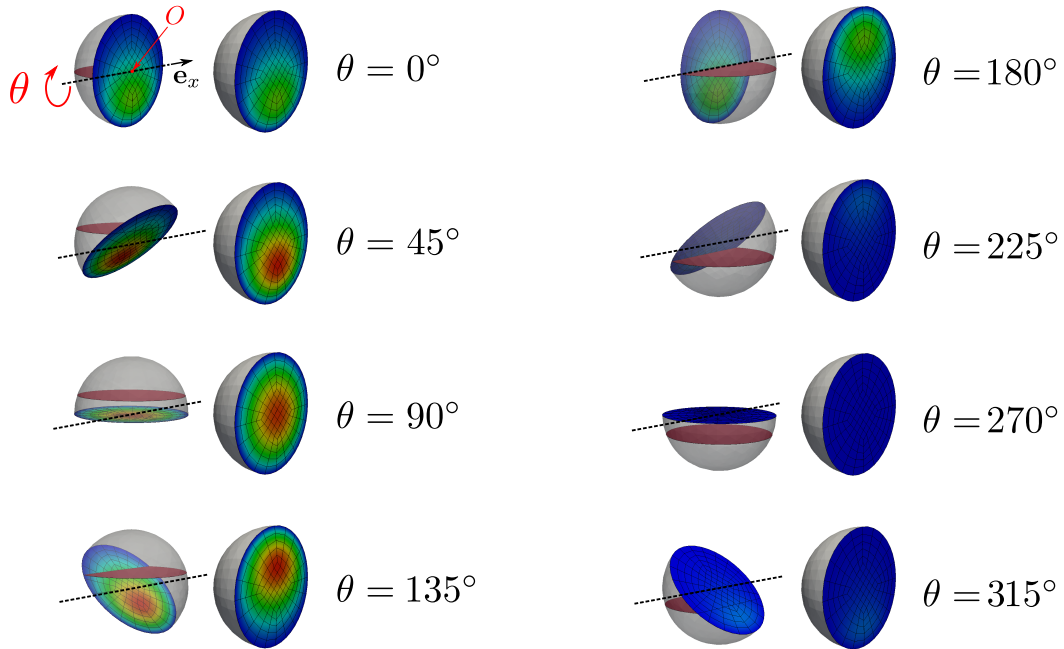 O
θ
e_x
θ = 0°
θ = 180°
θ = 45°
θ = 225°
θ = 90°
θ = 270°
θ = 135°
θ = 315°